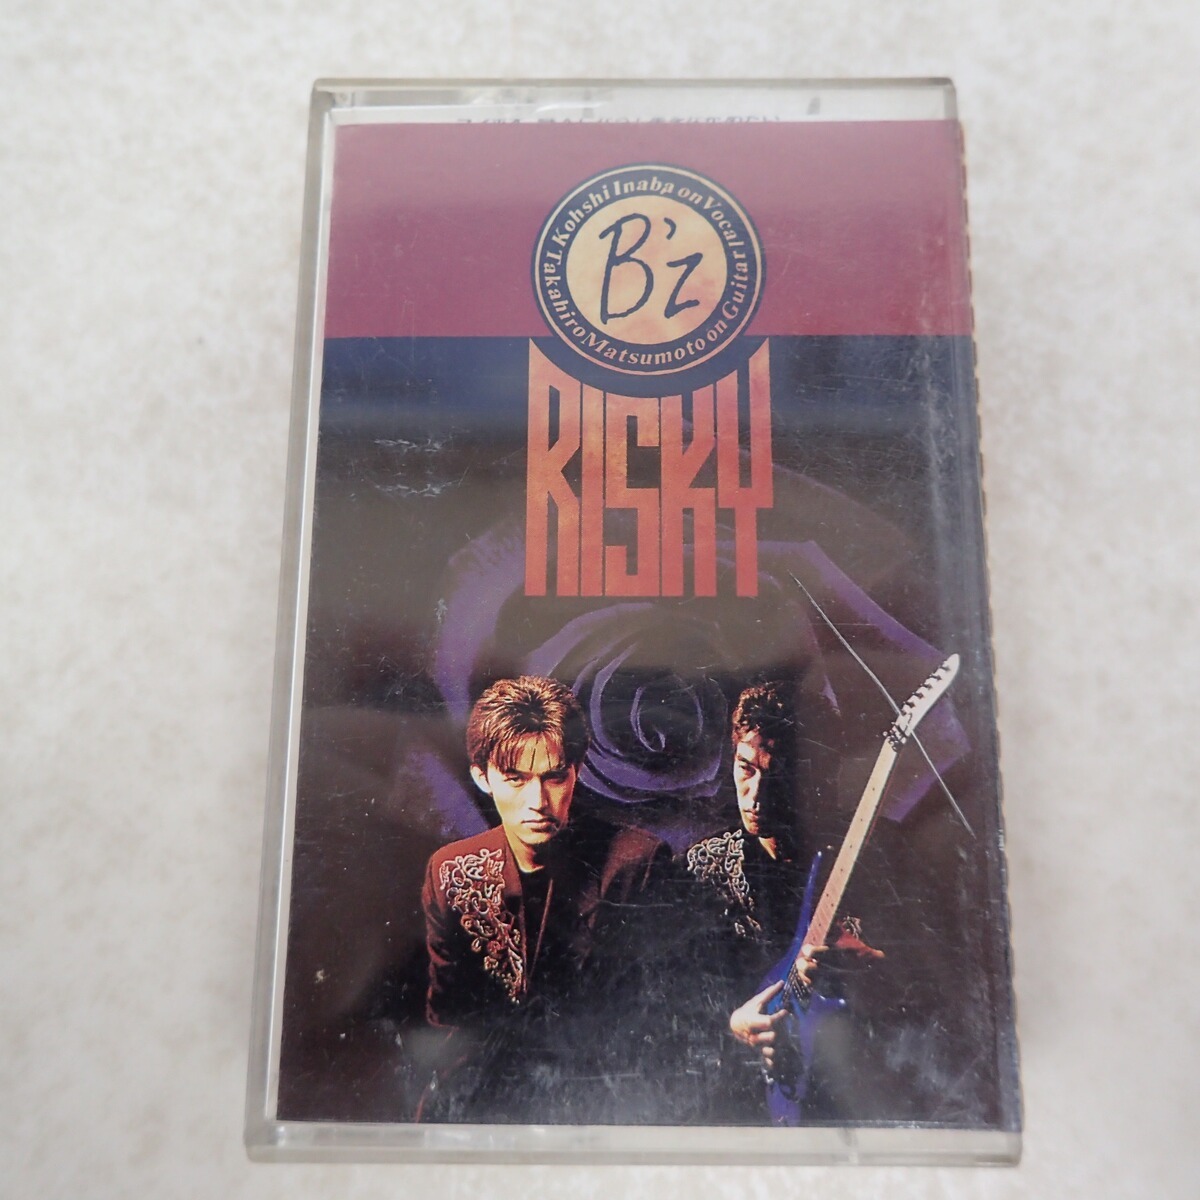 Kohshi Inaba on Vocal
B'z
Takahiro Matsumoto on Guitar
RISKY